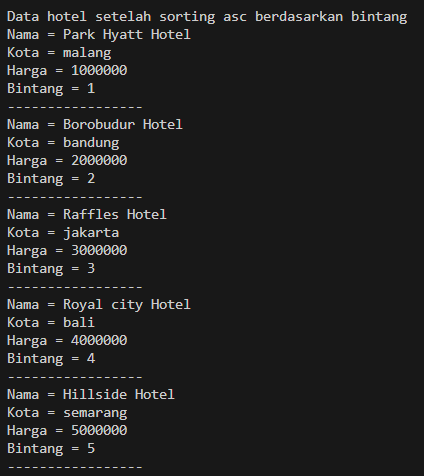 Data hotel setelah sorting asc berdasarkan bintang
Nama = Park Hyatt Hotel
Kota = malang
Harga = 1000000
Bintang = 1
-----------------
Nama = Borobudur Hotel
Kota = bandung
Harga = 2000000
Bintang = 2
-----------------
Nama = Raffles Hotel
Kota = jakarta
Harga = 3000000
Bintang = 3
-----------------
Nama = Royal city Hotel
Kota = bali
Harga = 4000000
Bintang = 4
-----------------
Nama = Hillside Hotel
Kota = semarang
Harga = 5000000
Bintang = 5
-----------------